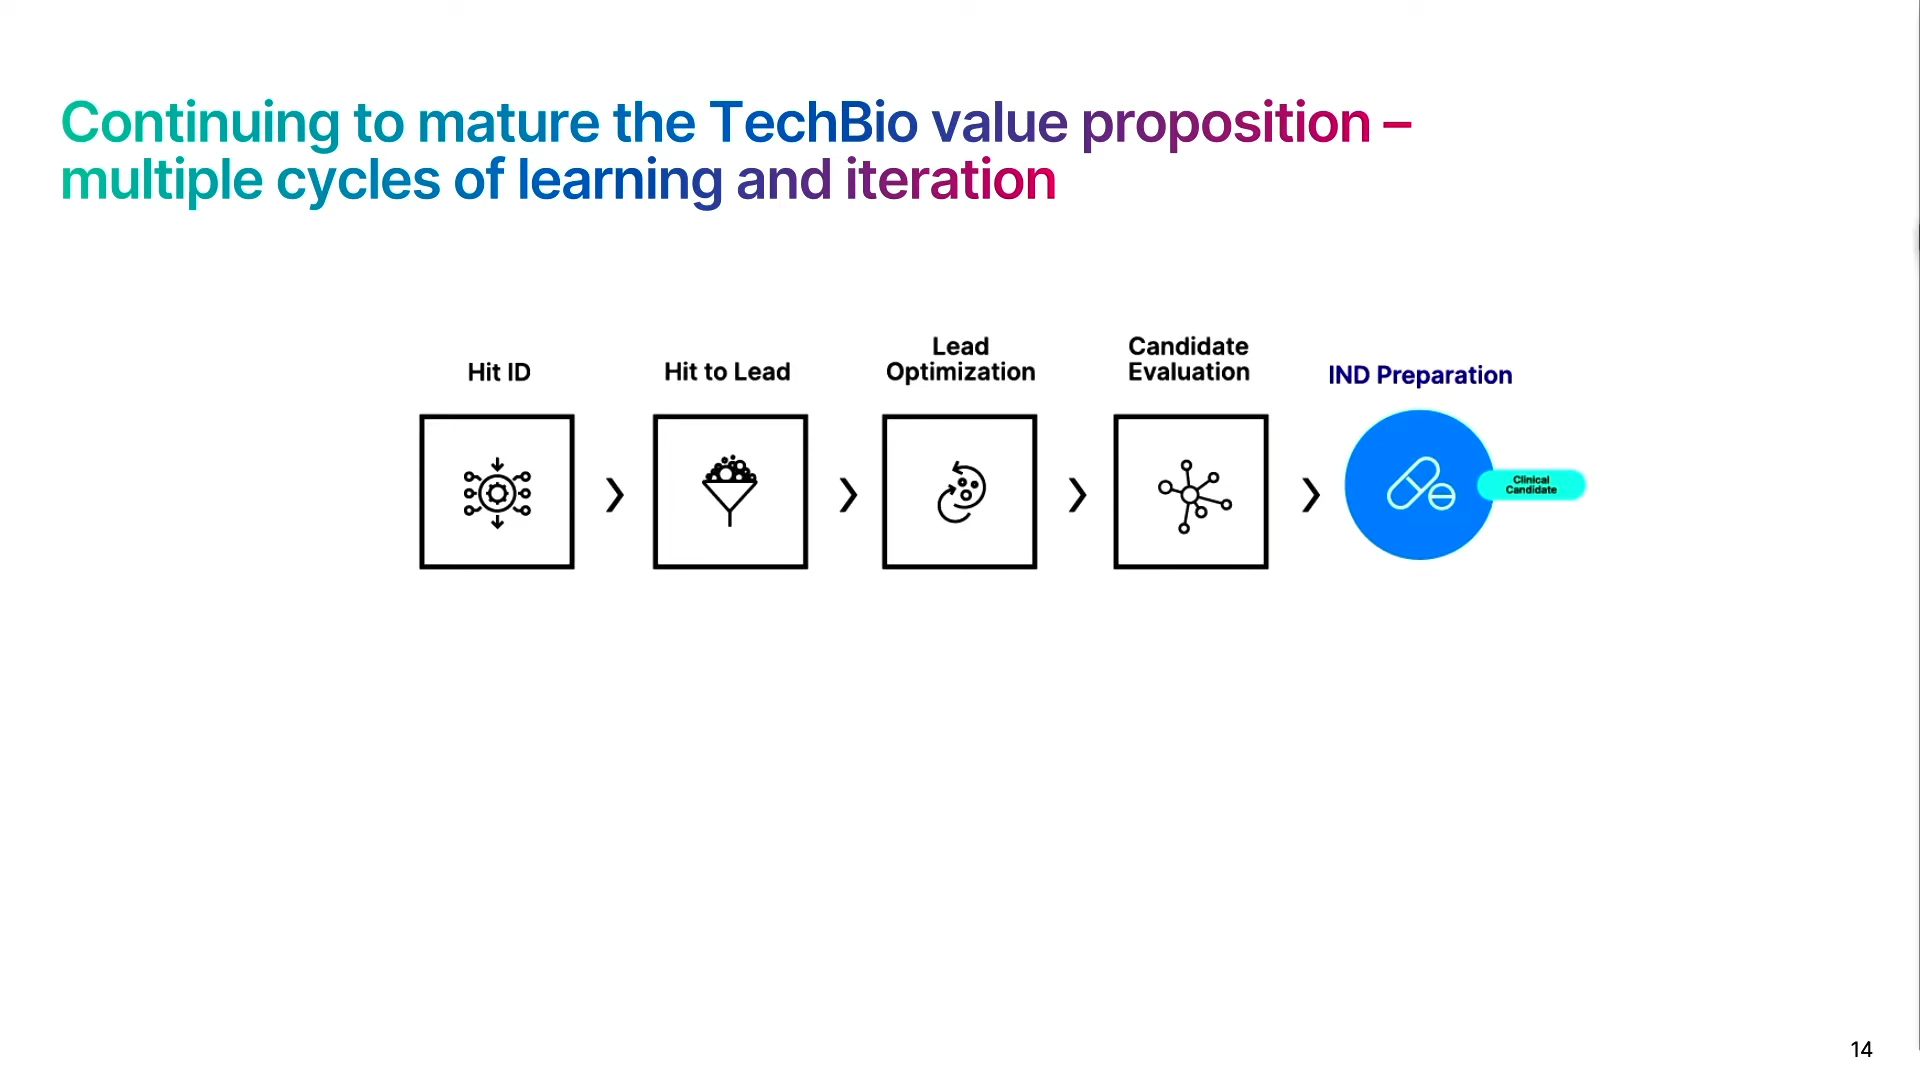 Continuing to mature the TechBio value proposition –
multiple cycles of learning and iteration
Hit ID
Hit to Lead
Lead
Optimization
Candidate
Evaluation
IND Preparation
Clinical
Candidate
14